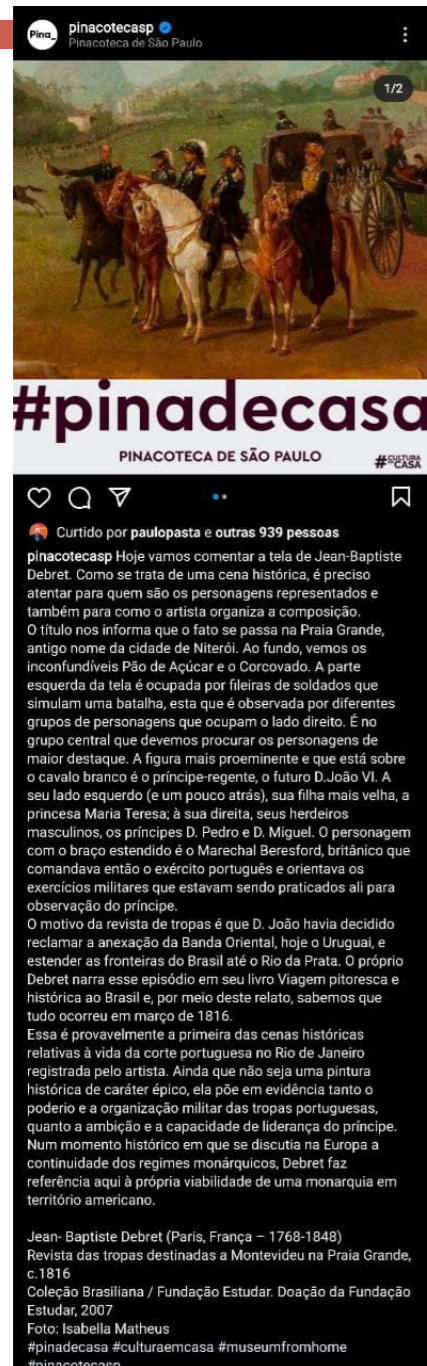 Pina_
pinacotecasp
Pinacoteca de São Paulo
1/2
#pinadecasa
PINACOTECA DE SÃO PAULO
#CULTURA
EM CASA
Curtido por paulopasta e outras 939 pessoas
pinacotecasp Hoje vamos comentar a tela de Jean-Baptiste
Debret. Como se trata de uma cena histórica, é preciso
atentar para quem são os personagens representados e
também para como o artista organiza a composição.
O título nos informa que o fato se passa na Praia Grande,
antigo nome da cidade de Niterói. Ao fundo, vemos os
inconfundíveis Pão de Açúcar e o Corcovado. A parte
esquerda da tela é ocupada por fileiras de soldados que
simulam uma batalha, esta que é observada por diferentes
grupos de personagens que ocupam o lado direito. É no
grupo central que devemos procurar os personagens de
maior destaque. A figura mais proeminente e que está sobre
o cavalo branco é o príncipe-regente, o futuro D.João VI. A
seu lado esquerdo (e um pouco atrás), sua filha mais velha, a
princesa Maria Teresa; à sua direita, seus herdeiros
masculinos, os príncipes D. Pedro e D. Miguel. O personagem
com o braço estendido é o Marechal Beresford, britânico que
comandava então o exército português e orientava os
exercícios militares que estavam sendo praticados ali para
observação do príncipe.
O motivo da revista de tropas é que D. João havia decidido
reclamar a anexação da Banda Oriental, hoje o Uruguai, e
estender as fronteiras do Brasil até o Rio da Prata. O próprio
Debret narra esse episódio em seu livro Viagem pitoresca e
histórica ao Brasil e, por meio deste relato, sabemos que
tudo ocorreu em março de 1816.
Essa é provavelmente a primeira das cenas históricas
relativas à vida da corte portuguesa no Rio de Janeiro
registrada pelo artista. Ainda que não seja uma pintura
histórica de caráter épico, ela põe em evidência tanto o
poderio e a organização militar das tropas portuguesas,
quanto a ambição e a capacidade de liderança do príncipe.
Num momento histórico em que se discutia na Europa a
continuidade dos regimes monárquicos, Debret faz
referência aqui à própria viabilidade de uma monarquia em
território americano.
Jean- Baptiste Debret (Paris, França – 1768-1848)
Revista das tropas destinadas a Montevideu na Praia Grande,
c.1816
Coleção Brasiliana / Fundação Estudar. Doação da Fundação
Estudar, 2007
Foto: Isabella Matheus
#pinadecasa #culturaemcasa #museumfromhome
#pinacotecasp